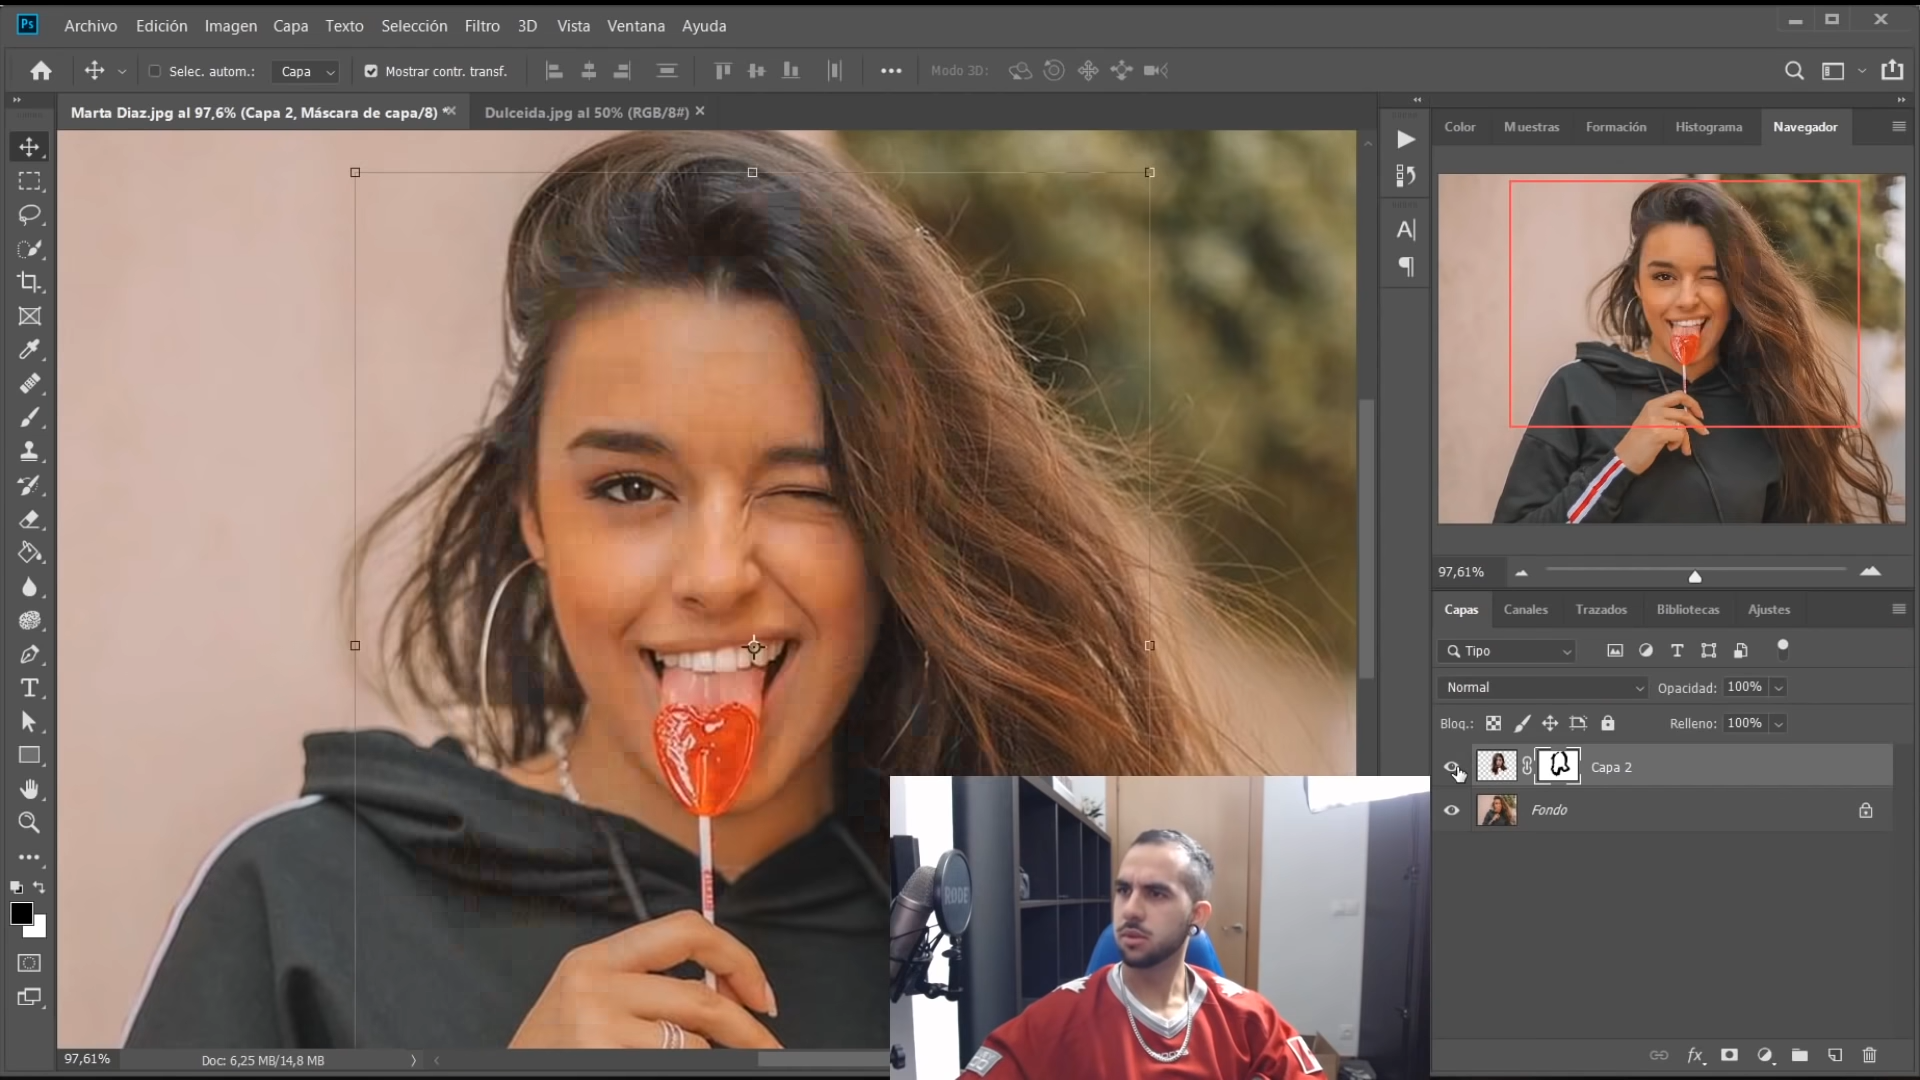 Ps Archivo Edición Imagen Capa Texto Selección Filtro 3D Vista Ventana Ayuda
Selec. autom.: Capa Mostrar contr. transf. Modo 3D:
Marta Diaz.jpg al 97,6% (Capa 2, Máscara de capa/8) * Dulceida.jpg al 50% (RGB/8#)
Color Muestras Formación Histograma Navegador
97,61%
Capas Canales Trazados Bibliotecas Ajustes
Tipo
Normal Opacidad: 100%
Bloq.: Relleno: 100%
Capa 2
Fondo
RODE
97,61% Doc: 6,25 MB/14,8 MB
fx